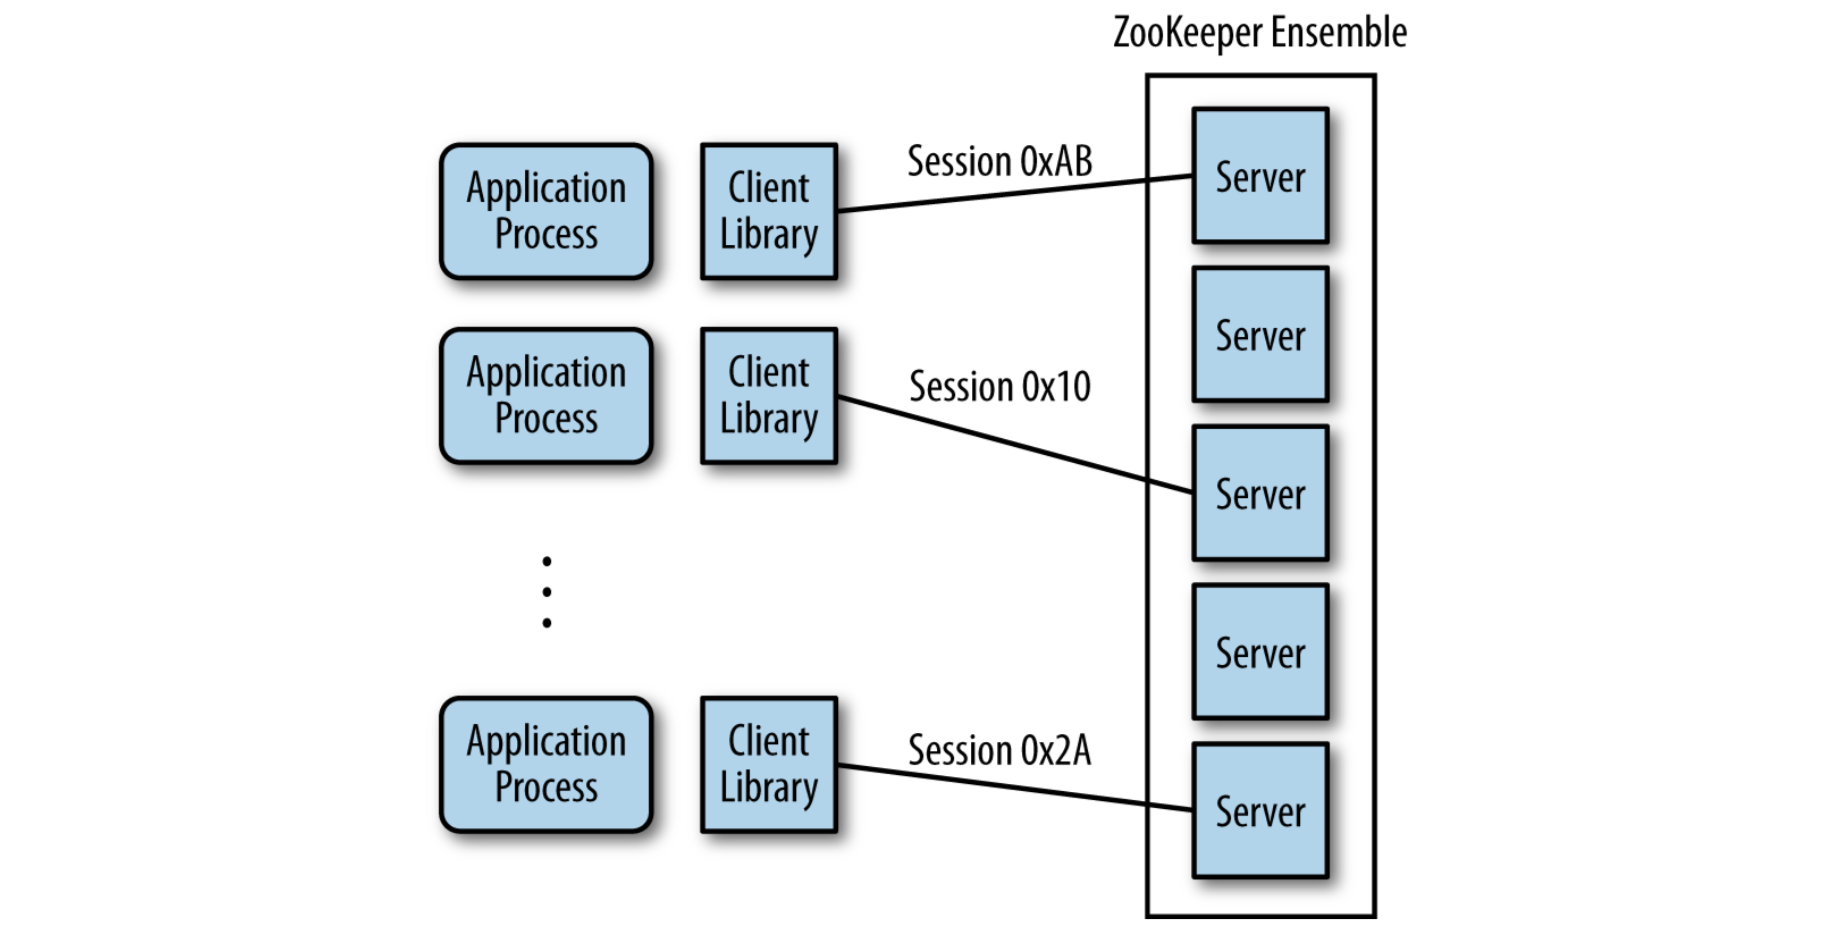 ZooKeeper Ensemble
Application
Process
Client
Library
Session 0xAB
Server
Server
Application
Process
Client
Library
Session 0x10
Server
Server
Application
Process
Client
Library
Session 0x2A
Server